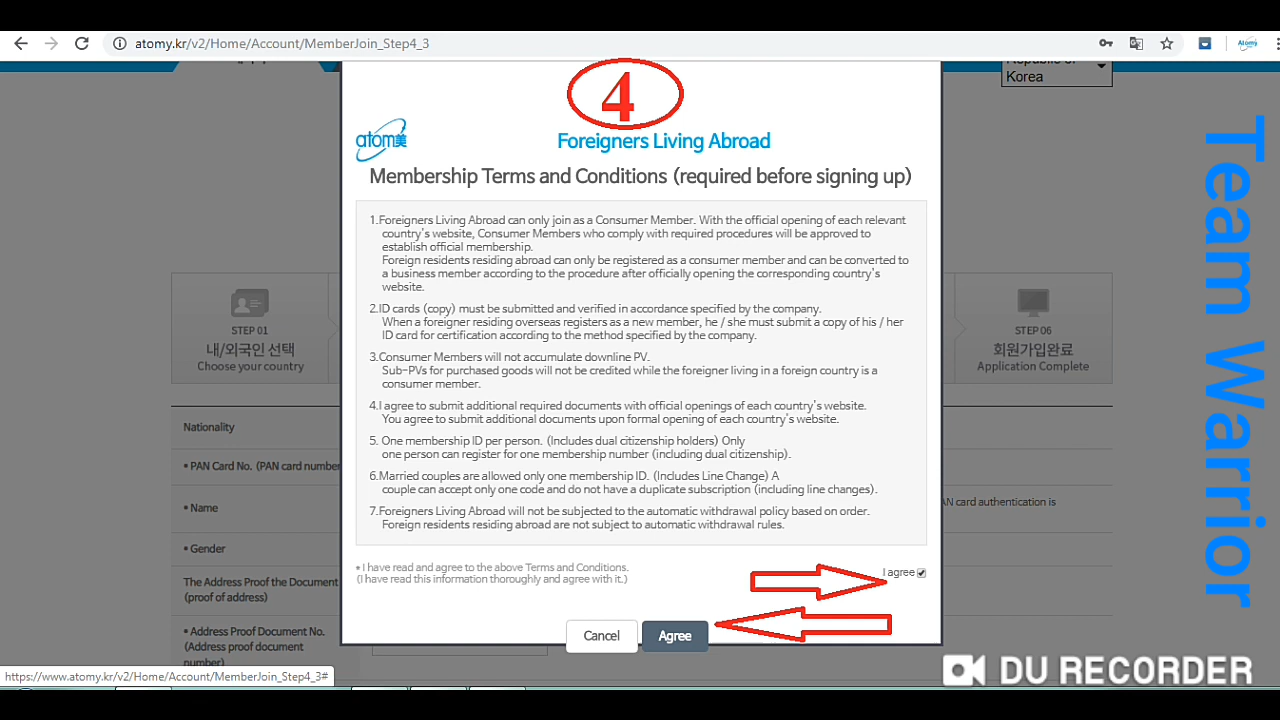 atomy.kr/v2/Home/Account/MemberJoin_Step4_3
Atomy
Korea
4
atom美
Foreigners Living Abroad
Membership Terms and Conditions (required before signing up)
1.Foreigners Living Abroad can only join as a Consumer Member. With the official opening of each relevant
country's website, Consumer Members who comply with required procedures will be approved to
establish official membership.
Foreign residents residing abroad can only be registered as a consumer member and can be converted to
a business member according to the procedure after officially opening the corresponding country's
website.
2.ID cards (copy) must be submitted and verified in accordance specified by the company.
When a foreigner residing overseas registers as a new member, he / she must submit a copy of his / her
ID card for certification according to the method specified by the company.
3.Consumer Members will not accumulate downline PV.
Sub-PVs for purchased goods will not be credited while the foreigner living in a foreign country is a
consumer member.
4.I agree to submit additional required documents with official openings of each country's website.
You agree to submit additional documents upon formal opening of each country's website.
5. One membership ID per person. (Includes dual citizenship holders) Only
one person can register for one membership number (including dual citizenship).
6.Married couples are allowed only one membership ID. (Includes Line Change) A
couple can accept only one code and do not have a duplicate subscription (including line changes).
7.Foreigners Living Abroad will not be subjected to the automatic withdrawal policy based on order.
Foreign residents residing abroad are not subject to automatic withdrawal rules.
* I have read and agree to the above Terms and Conditions.
(I have read this information thoroughly and agree with it.)
I agree
Cancel
Agree
STEP 01
내/외국인 선택
Choose your country
STEP 06
회원가입완료
Application Complete
Nationality
• PAN Card No. (PAN card number
• Name
AN card authentication is
• Gender
The Address Proof the Document
(proof of address)
• Address Proof Document No.
(Address proof document
number)
https://www.atomy.kr/v2/Home/Account/MemberJoin_Step4_3#
Team Warrior
DU RECORDER